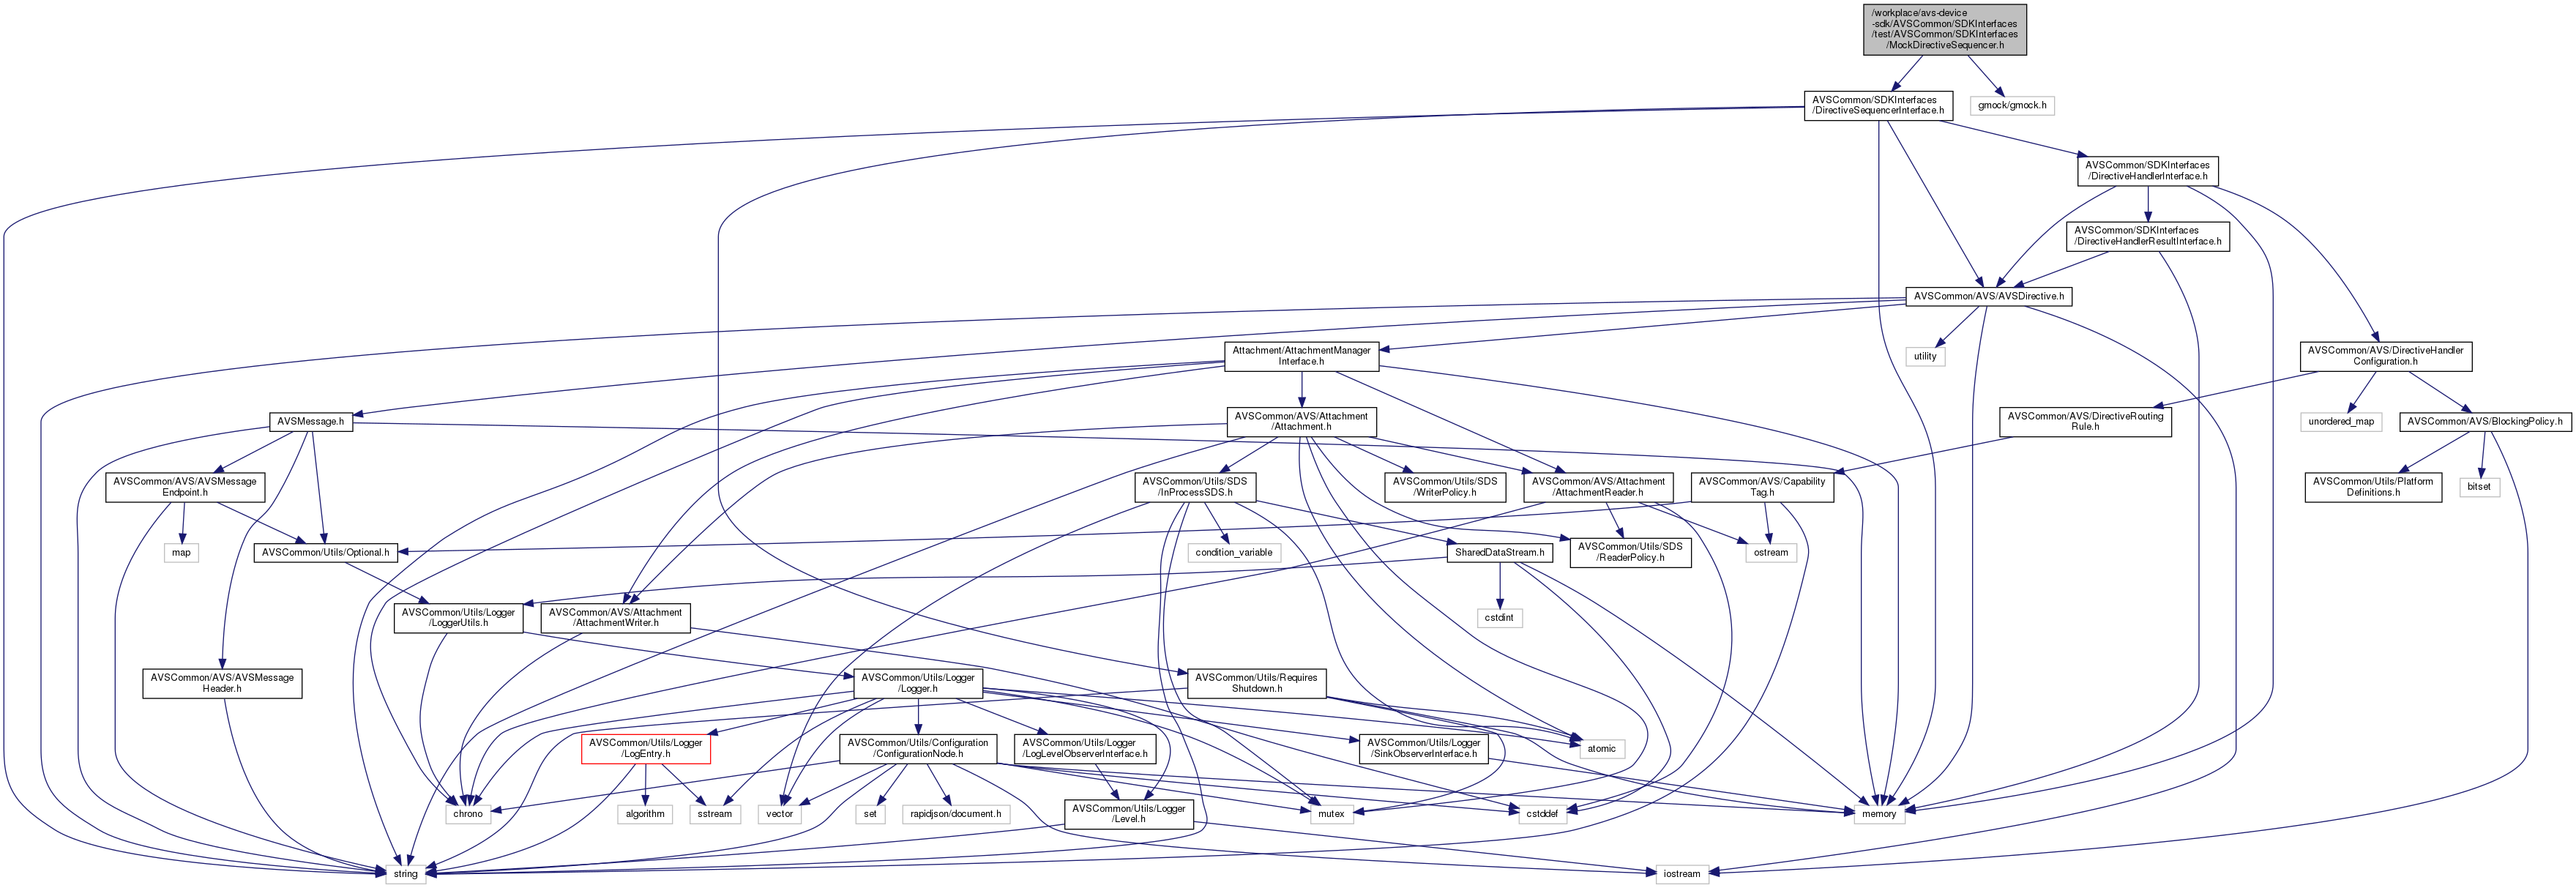 /workplace/avs-device
-sdk/AVSCommon/SDKInterfaces
/test/AVSCommon/SDKInterfaces
/MockDirectiveSequencer.h
AVSCommon/SDKInterfaces
/DirectiveSequencerInterface.h
gmock/gmock.h
AVSCommon/SDKInterfaces
/DirectiveHandlerInterface.h
AVSCommon/SDKInterfaces
/DirectiveHandlerResultInterface.h
AVSCommon/AVS/AVSDirective.h
Attachment/AttachmentManager
Interface.h
utility
AVSCommon/AVS/DirectiveHandler
Configuration.h
AVSMessage.h
AVSCommon/AVS/Attachment
/Attachment.h
AVSCommon/AVS/DirectiveRouting
Rule.h
unordered_map
AVSCommon/AVS/BlockingPolicy.h
AVSCommon/AVS/AVSMessage
Endpoint.h
AVSCommon/Utils/SDS
/InProcessSDS.h
AVSCommon/Utils/SDS
/WriterPolicy.h
AVSCommon/AVS/Attachment
/AttachmentReader.h
AVSCommon/AVS/Capability
Tag.h
AVSCommon/Utils/Platform
Definitions.h
bitset
map
AVSCommon/Utils/Optional.h
condition_variable
SharedDataStream.h
AVSCommon/Utils/SDS
/ReaderPolicy.h
ostream
AVSCommon/Utils/Logger
/LoggerUtils.h
AVSCommon/AVS/Attachment
/AttachmentWriter.h
cstdint
AVSCommon/AVS/AVSMessage
Header.h
AVSCommon/Utils/Logger
/Logger.h
AVSCommon/Utils/Requires
Shutdown.h
AVSCommon/Utils/Logger
/LogEntry.h
AVSCommon/Utils/Configuration
/ConfigurationNode.h
AVSCommon/Utils/Logger
/LogLevelObserverInterface.h
AVSCommon/Utils/Logger
/SinkObserverInterface.h
atomic
chrono
algorithm
sstream
vector
set
rapidjson/document.h
AVSCommon/Utils/Logger
/Level.h
mutex
cstddef
memory
string
iostream